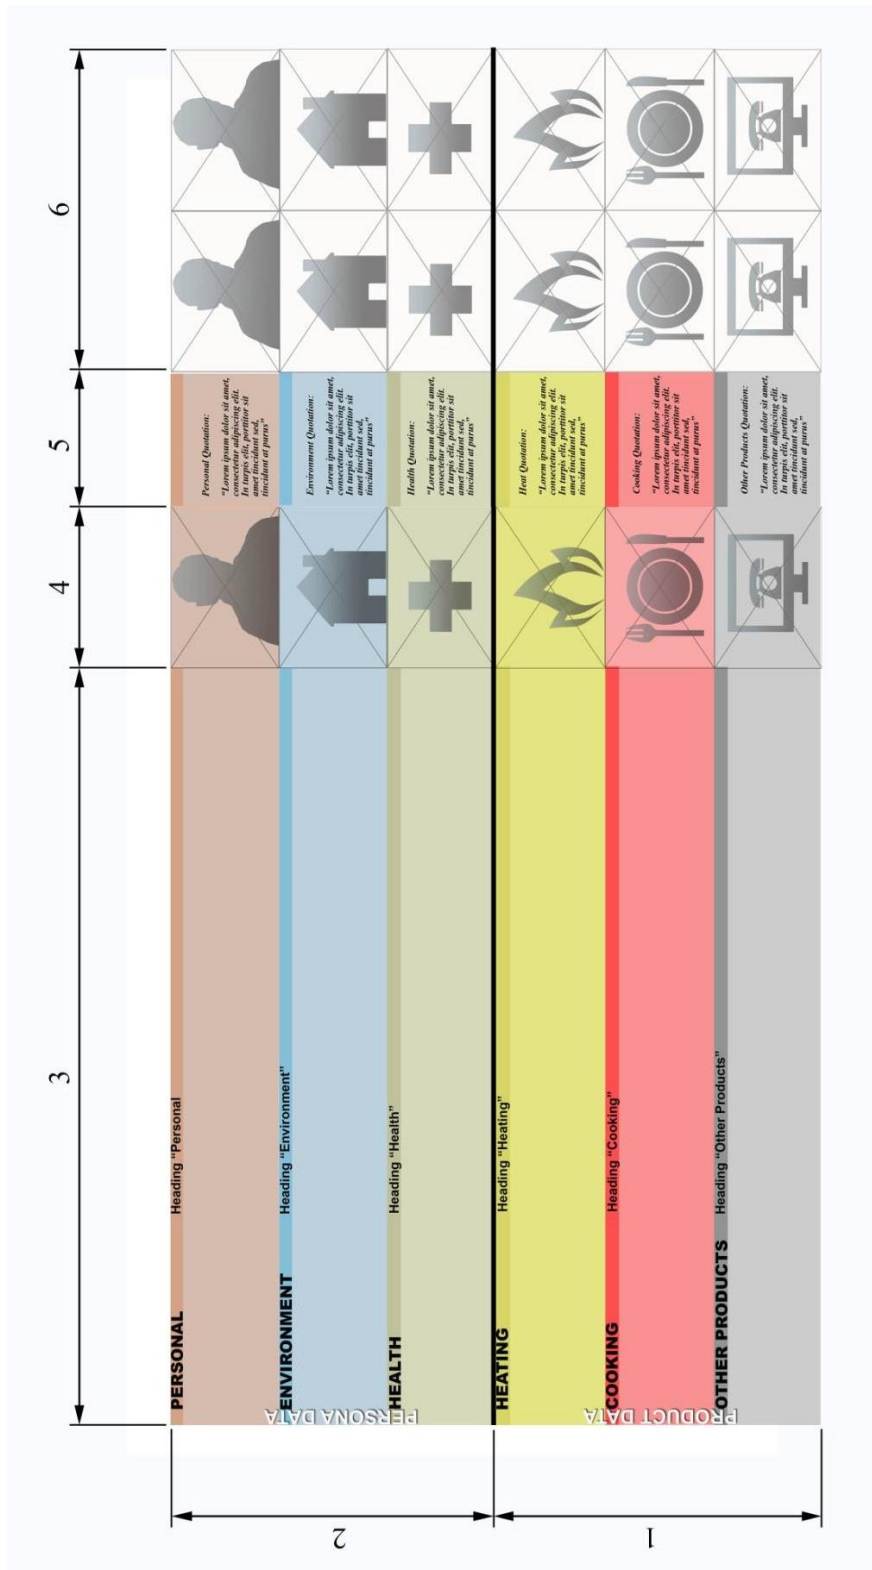 3
4
5
6
2
1
PERSONA DATA
PRODUCT DATA
PERSONAL
Heading “Personal
Personal Quotation:
“Lorem ipsum dolor sit amet,
consectetur adipiscing elit.
In turpis elit, porttitor sit
amet tincidunt sed,
tincidunt at purus”
ENVIRONMENT
Heading “Environment”
Environment Quotation:
“Lorem ipsum dolor sit amet,
consectetur adipiscing elit.
In turpis elit, porttitor sit
amet tincidunt sed,
tincidunt at purus”
HEALTH
Heading “Health”
Health Quotation:
“Lorem ipsum dolor sit amet,
consectetur adipiscing elit.
In turpis elit, porttitor sit
amet tincidunt sed,
tincidunt at purus”
HEATING
Heading “Heating”
Heat Quotation:
“Lorem ipsum dolor sit amet,
consectetur adipiscing elit.
In turpis elit, porttitor sit
amet tincidunt sed,
tincidunt at purus”
COOKING
Heading “Cooking”
Cooking Quotation:
“Lorem ipsum dolor sit amet,
consectetur adipiscing elit.
In turpis elit, porttitor sit
amet tincidunt sed,
tincidunt at purus”
OTHER PRODUCTS
Heading “Other Products”
Other Products Quotation:
“Lorem ipsum dolor sit amet,
consectetur adipiscing elit.
In turpis elit, porttitor sit
amet tincidunt sed,
tincidunt at purus”